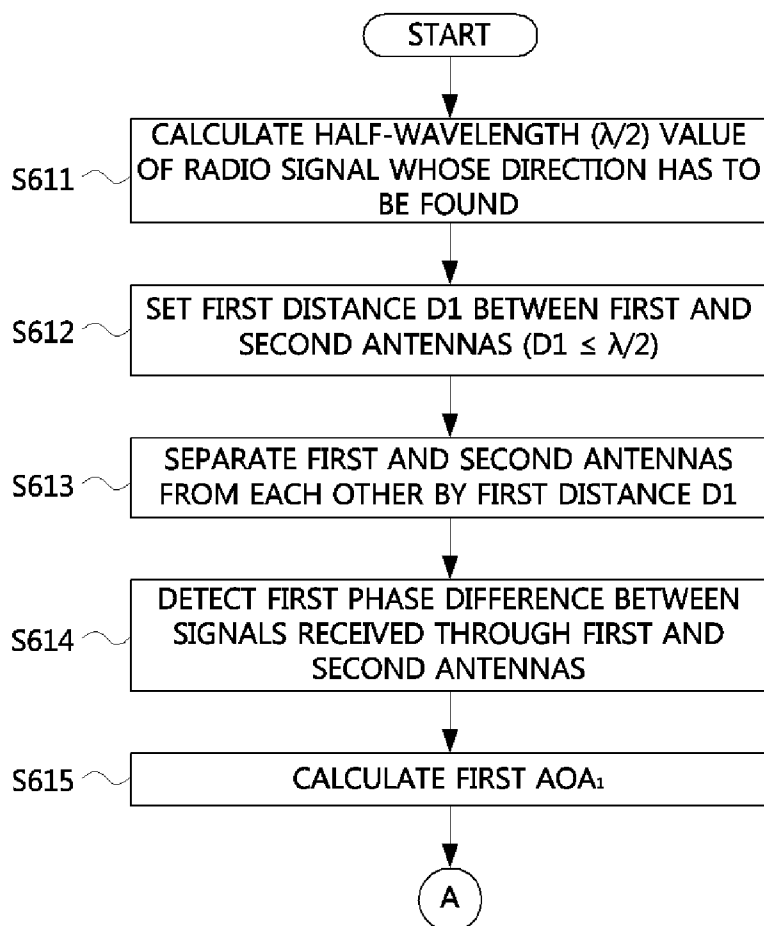 START
CALCULATE HALF-WAVELENGTH (λ/2) VALUE
OF RADIO SIGNAL WHOSE DIRECTION HAS TO
BE FOUND
S611
SET FIRST DISTANCE D1 BETWEEN FIRST AND
SECOND ANTENNAS (D1 ≤ λ/2)
S612
SEPARATE FIRST AND SECOND ANTENNAS
FROM EACH OTHER BY FIRST DISTANCE D1
S613
DETECT FIRST PHASE DIFFERENCE BETWEEN
SIGNALS RECEIVED THROUGH FIRST AND
SECOND ANTENNAS
S614
CALCULATE FIRST AOA₁
S615
A